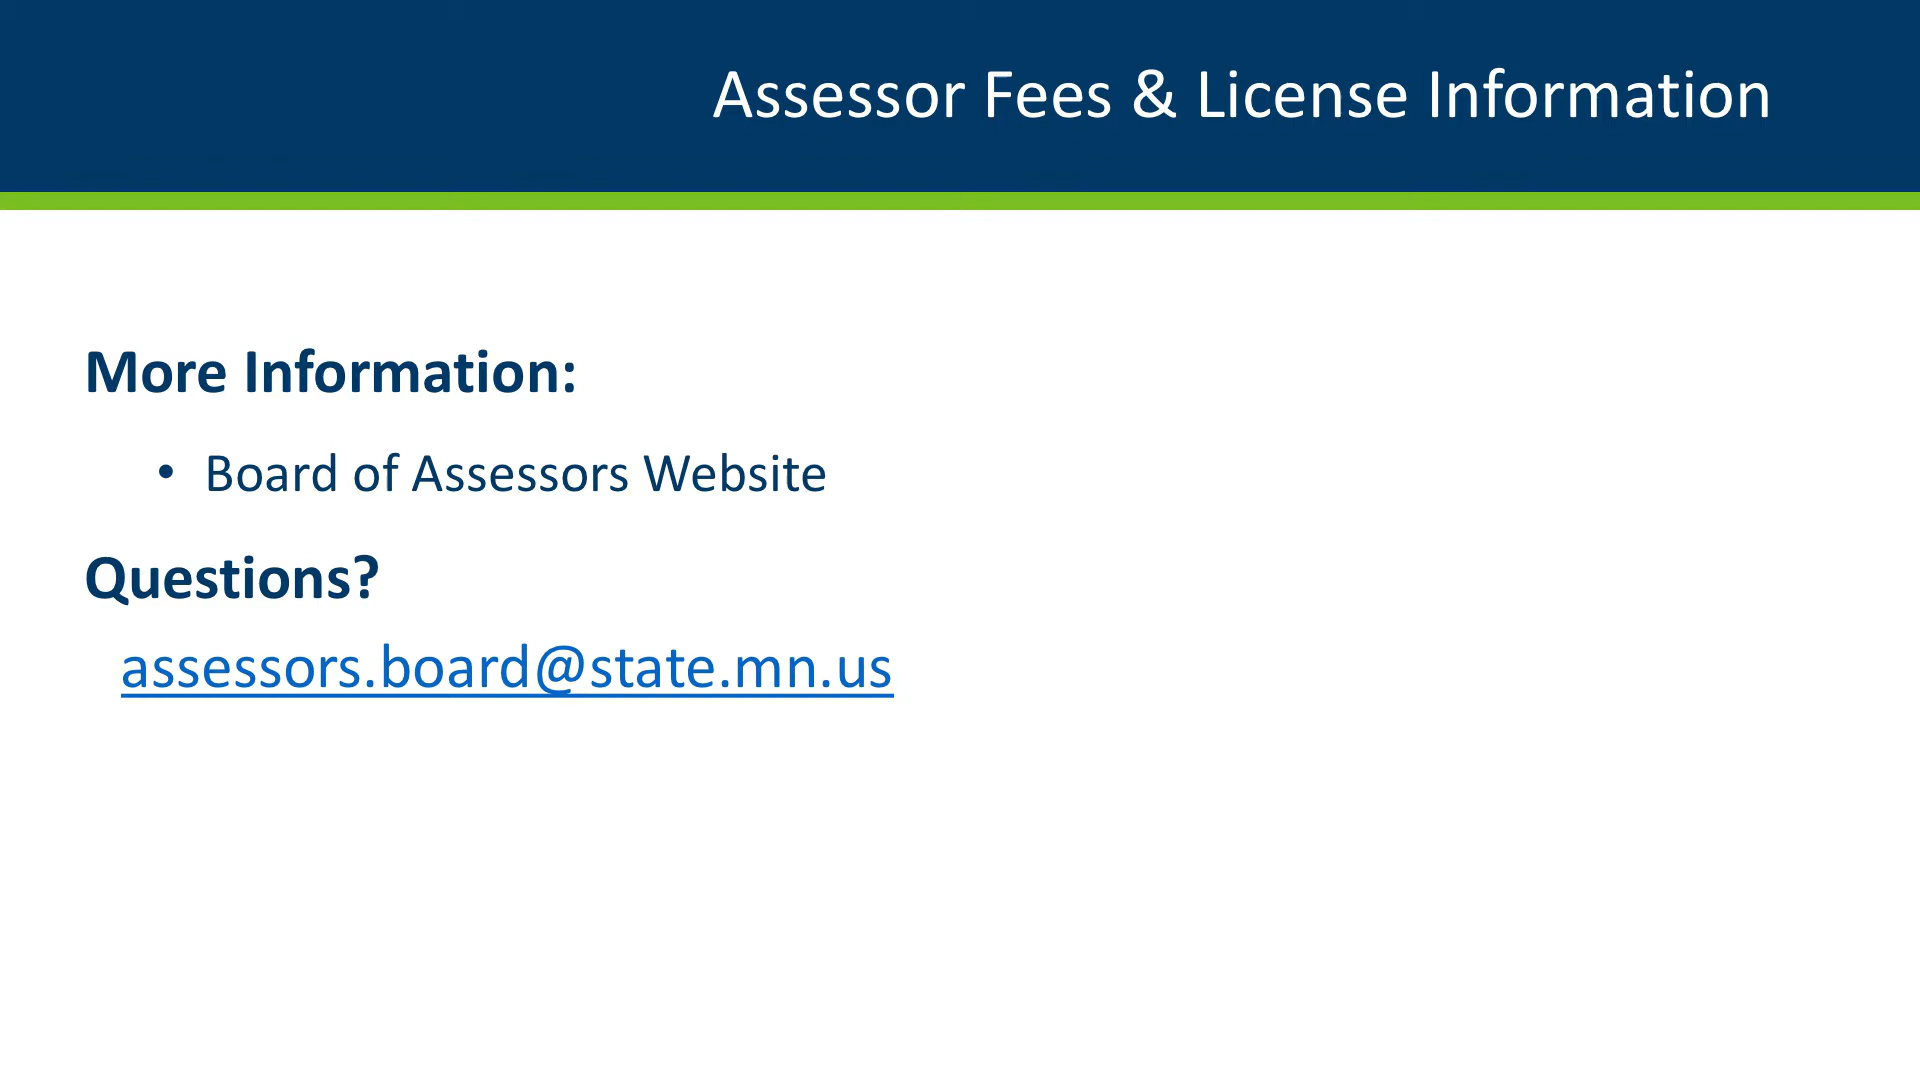 Assessor Fees & License Information
More Information:
• Board of Assessors Website
Questions?
assessors.board@state.mn.us